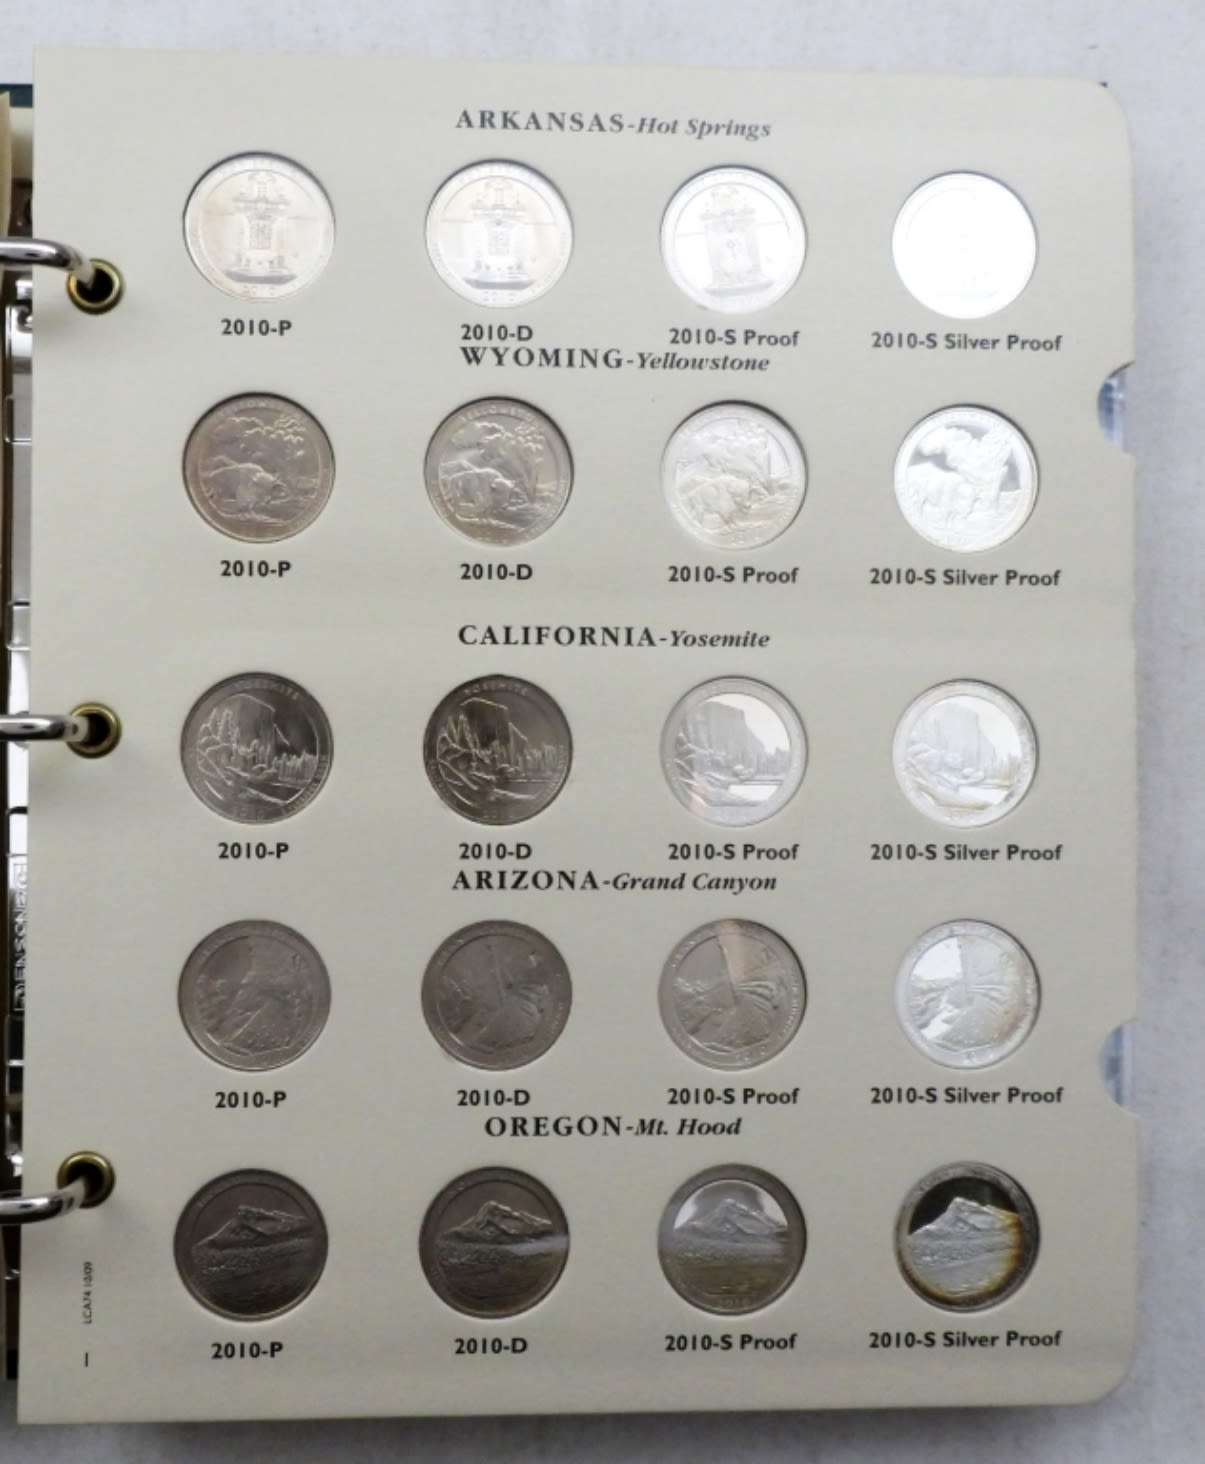 ARKANSAS-Hot Springs
2010-P 2010-D 2010-S Proof 2010-S Silver Proof
WYOMING-Yellowstone
2010-P 2010-D 2010-S Proof 2010-S Silver Proof
CALIFORNIA-Yosemite
YOSEMITE YOSEMITE
2010-P 2010-D 2010-S Proof 2010-S Silver Proof
ARIZONA-Grand Canyon
2010-P 2010-D 2010-S Proof 2010-S Silver Proof
OREGON-Mt. Hood
2010-P 2010-D 2010-S Proof 2010-S Silver Proof
LCA74 10/09
1